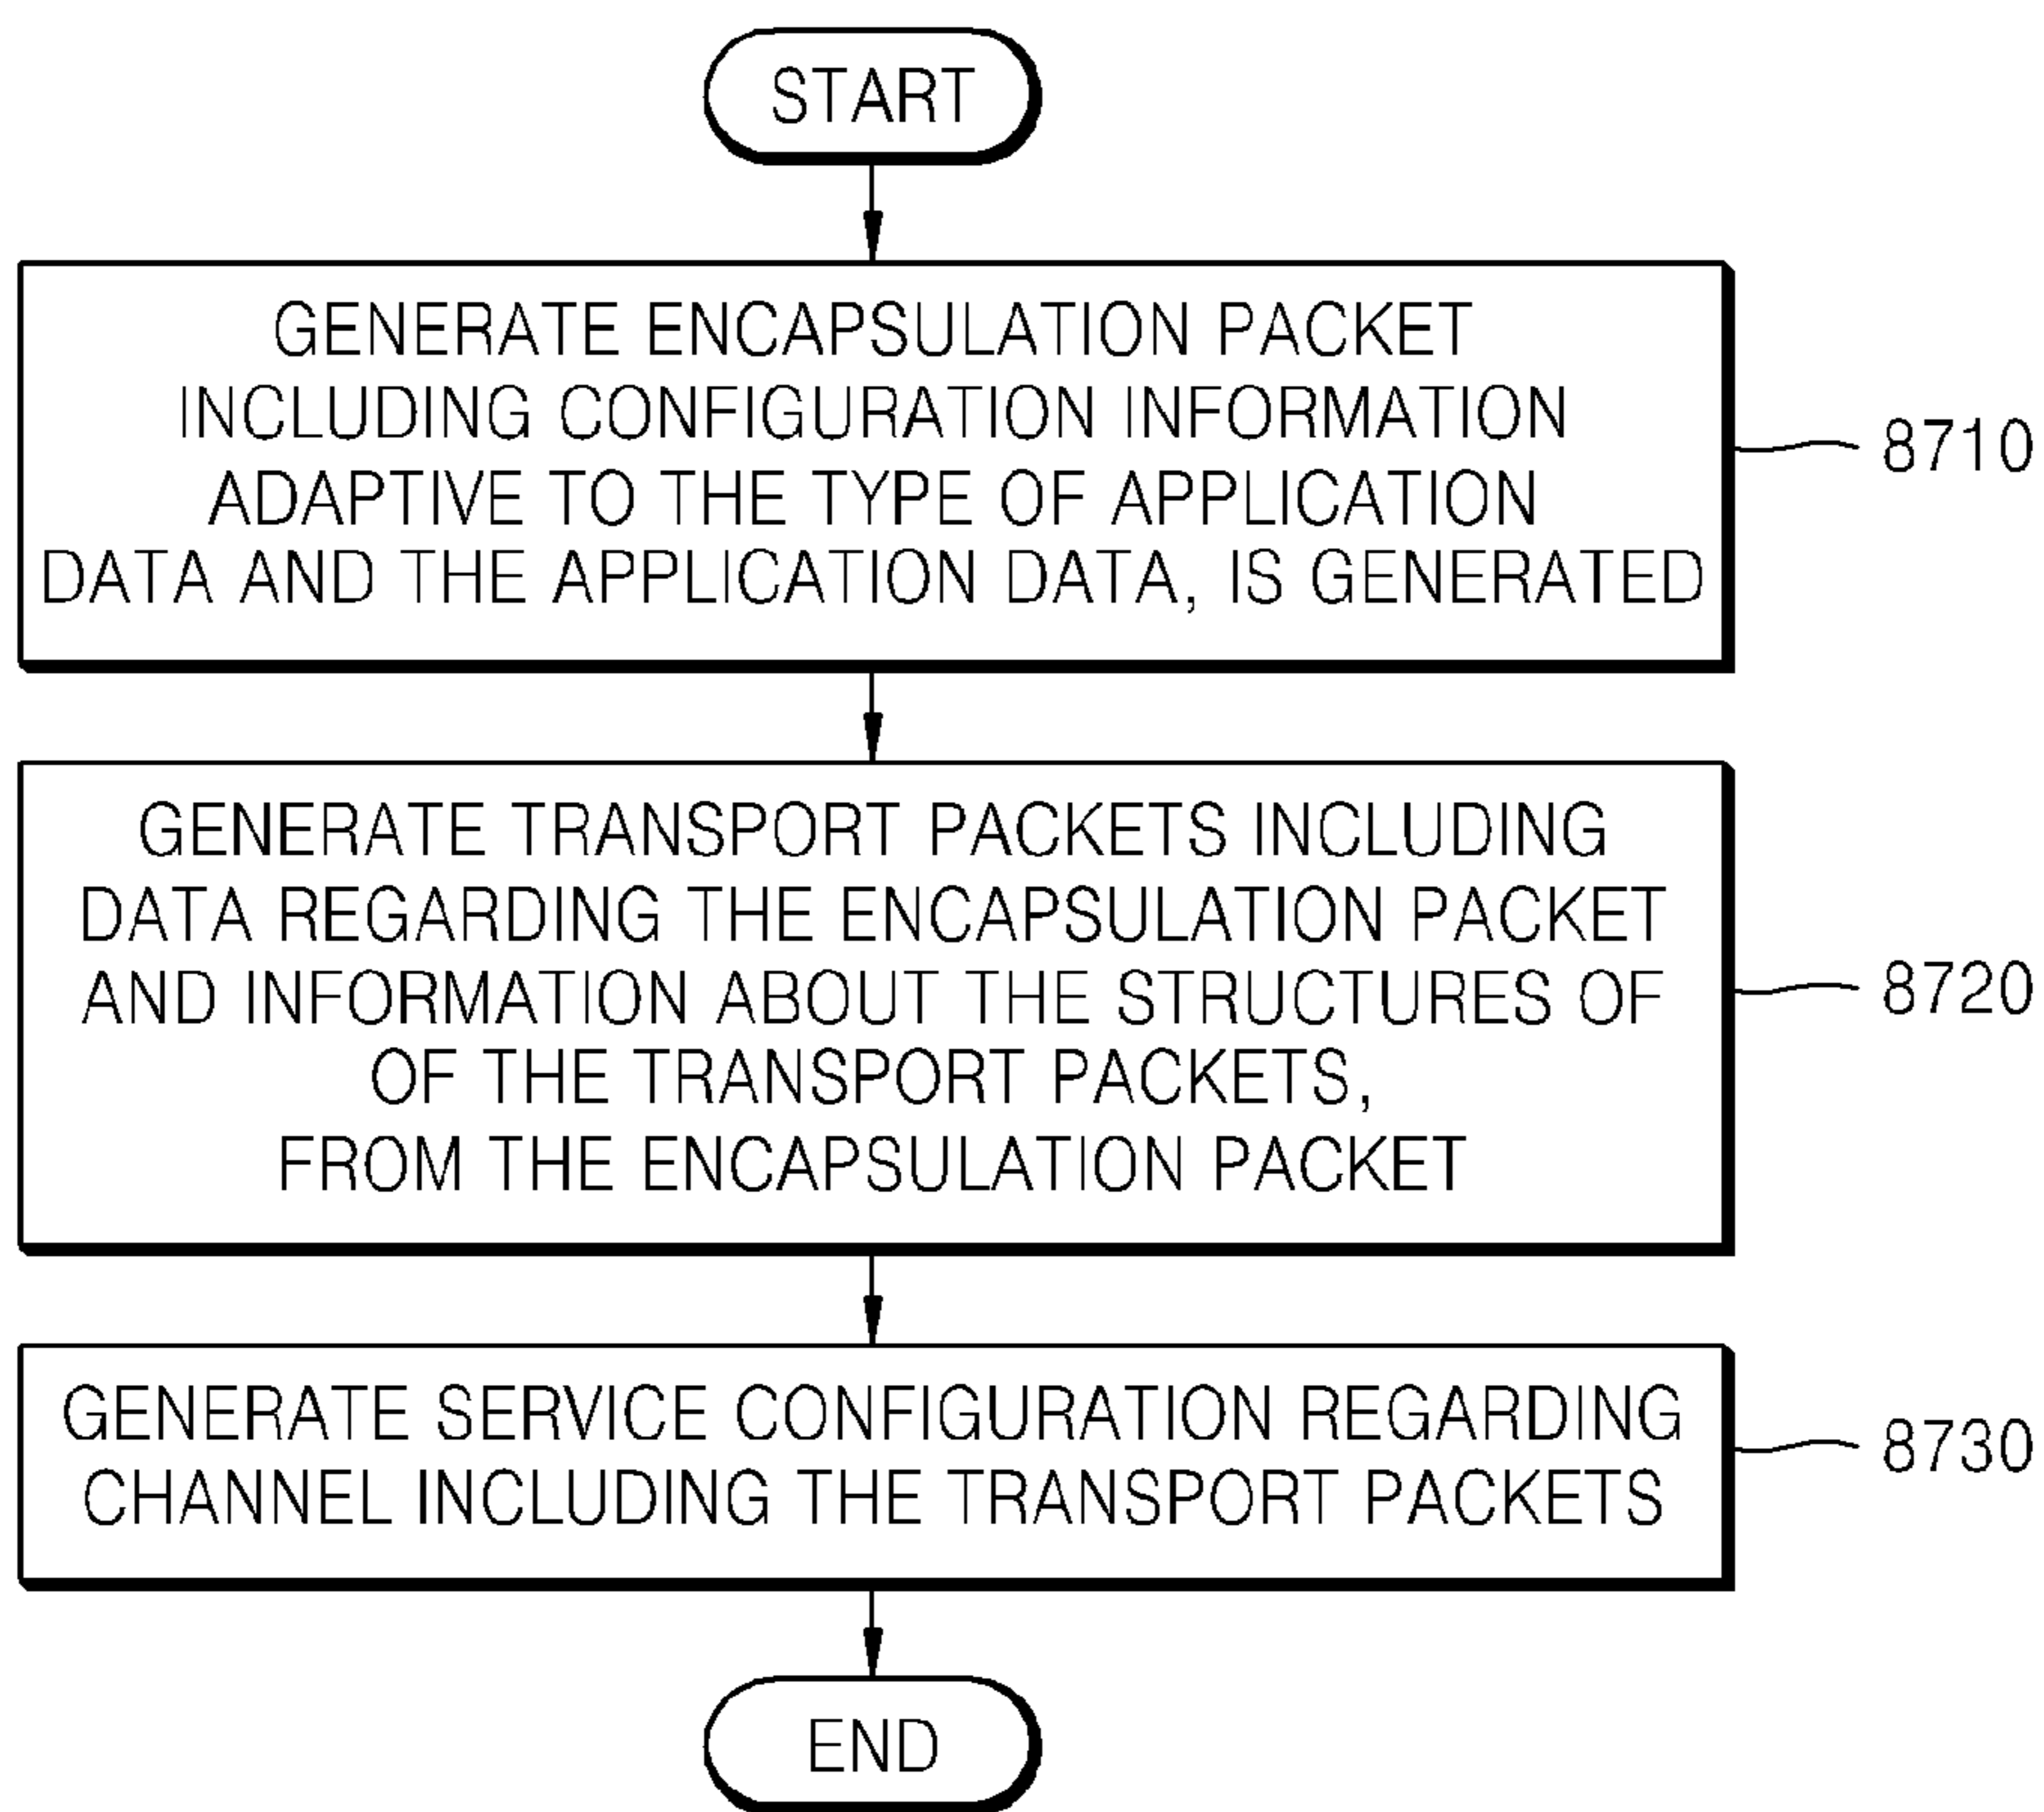 START
GENERATE ENCAPSULATION PACKET
INCLUDING CONFIGURATION INFORMATION
ADAPTIVE TO THE TYPE OF APPLICATION
DATA AND THE APPLICATION DATA, IS GENERATED
8710
GENERATE TRANSPORT PACKETS INCLUDING
DATA REGARDING THE ENCAPSULATION PACKET
AND INFORMATION ABOUT THE STRUCTURES OF
OF THE TRANSPORT PACKETS,
FROM THE ENCAPSULATION PACKET
8720
GENERATE SERVICE CONFIGURATION REGARDING
CHANNEL INCLUDING THE TRANSPORT PACKETS
8730
END